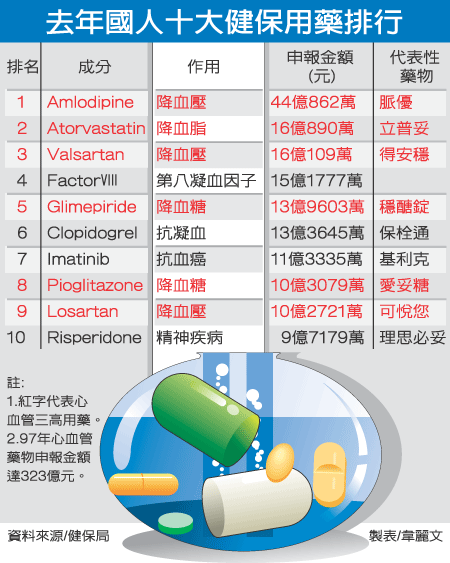 去年國人十大健保用藥排行
排名 成分 作用 申報金額(元) 代表性藥物
1 Amlodipine 降血壓 44億862萬 脈優
2 Atorvastatin 降血脂 16億890萬 立普妥
3 Valsartan 降血壓 16億109萬 得安穩
4 FactorⅧ 第八凝血因子 15億1777萬
5 Glimepiride 降血糖 13億9603萬 穩醣錠
6 Clopidogrel 抗凝血 13億3645萬 保栓通
7 Imatinib 抗血癌 11億3335萬 基利克
8 Pioglitazone 降血糖 10億3079萬 愛妥糖
9 Losartan 降血壓 10億2721萬 可悅您
10 Risperidone 精神疾病 9億7179萬 理思必妥
註:
1.紅字代表心
血管三高用藥。
2.97年心血管
藥物申報金額
達323億元。
資料來源/健保局 製表/韋麗文